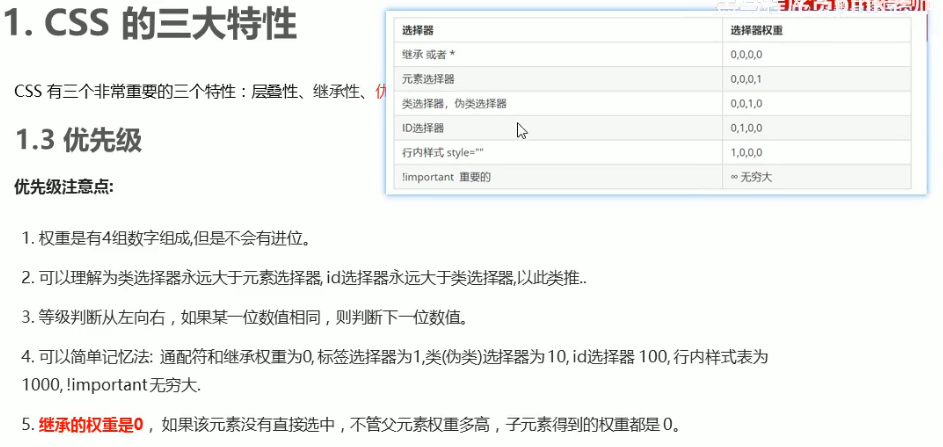 1. CSS 的三大特性
选择器 选择器权重
继承 或者 * 0,0,0,0
元素选择器 0,0,0,1
类选择器，伪类选择器 0,0,1,0
ID选择器 0,1,0,0
行内样式 style="" 1,0,0,0
!important 重要的 ∞ 无穷大
CSS 有三个非常重要的三个特性：层叠性、继承性、优
1.3 优先级
优先级注意点:
1. 权重是有4组数字组成,但是不会有进位。
2. 可以理解为类选择器永远大于元素选择器, id选择器永远大于类选择器,以此类推..
3. 等级判断从左向右，如果某一位数值相同，则判断下一位数值。
4. 可以简单记忆法: 通配符和继承权重为0, 标签选择器为1,类(伪类)选择器为 10, id选择器 100, 行内样式表为
1000, !important 无穷大.
5. 继承的权重是0，如果该元素没有直接选中，不管父元素权重多高，子元素得到的权重都是 0。